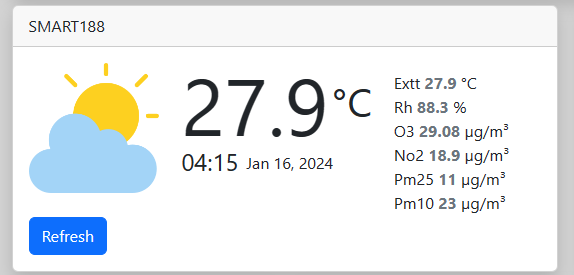 SMART188
27.9°C
04:15 Jan 16, 2024
Extt 27.9 °C
Rh 88.3 %
O3 29.08 µg/m³
No2 18.9 µg/m³
Pm25 11 µg/m³
Pm10 23 µg/m³
Refresh